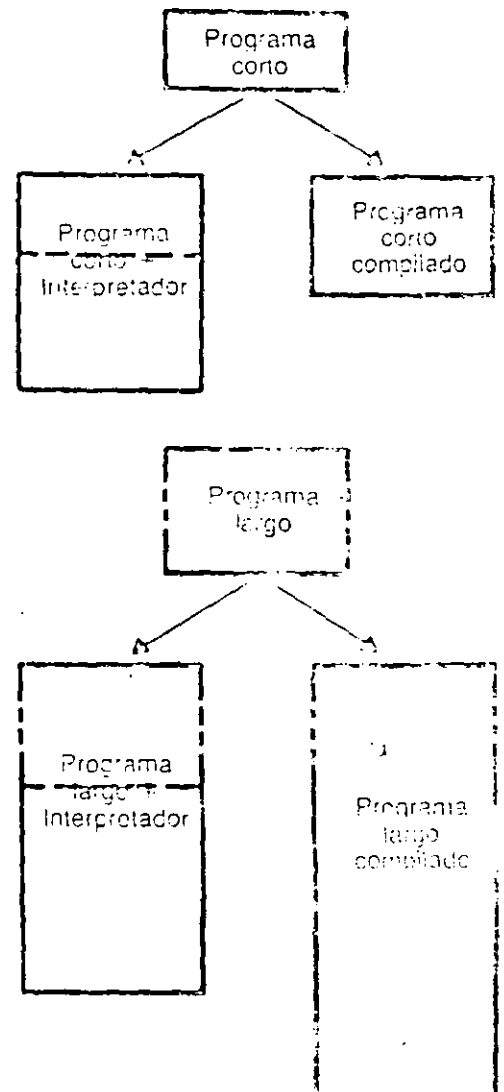 Programa
corto
Programa
corto +
Interpretador
Programa
corto
compilado
Programa
largo
Programa
largo +
Interpretador
Programa
largo
compilado